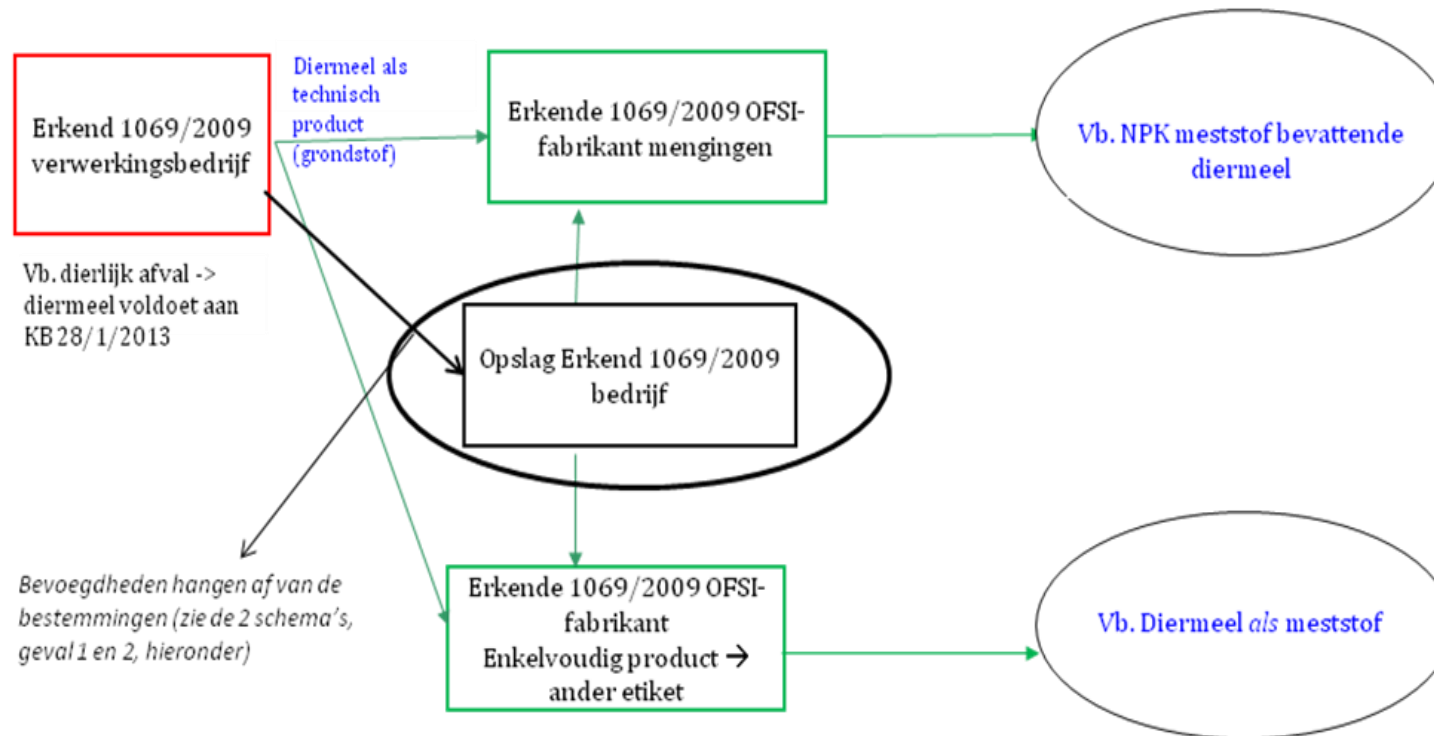 Erkend 1069/2009
verwerkingsbedrijf
Diermeel als
technisch
product
(grondstof)
Erkende 1069/2009 OFSI-
fabrikant mengingen
Vb. NPK meststof bevattende
diermeel
Vb. dierlijk afval ->
diermeel voldoet aan
KB 28/1/2013
Opslag Erkend 1069/2009
bedrijf
Bevoegdheden hangen af van de
bestemmingen (zie de 2 schema's,
geval 1 en 2, hieronder)
Erkende 1069/2009 OFSI-
fabrikant
Enkelvoudig product →
ander etiket
Vb. Diermeel als meststof